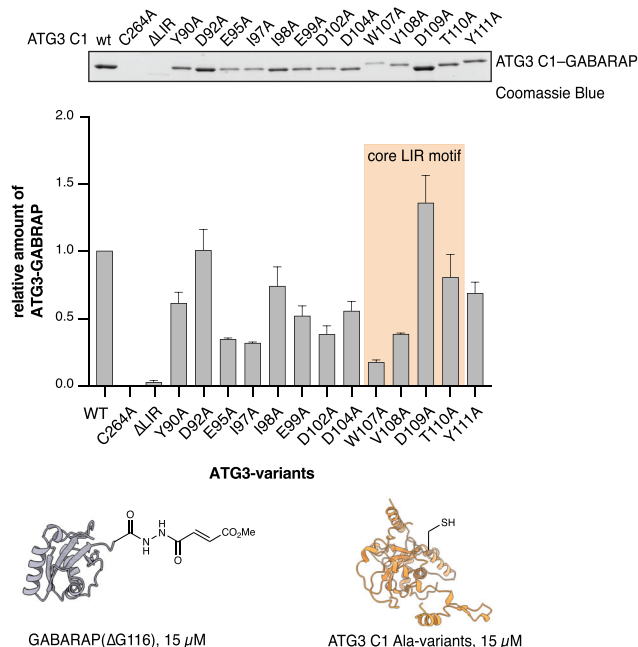 ATG3 C1 wt C264A ΔLIR Y90A D92A E95A I97A I98A E99A D102A D104A W107A V108A D109A T110A Y111A
ATG3 C1–GABARAP
Coomassie Blue
2.0
core LIR motif
1.5
1.0
0.5
0.0
relative amount of
ATG3-GABRAP
WT C264A ΔLIR Y90A D92A E95A I97A I98A E99A D102A D104A W107A V108A D109A T110A Y111A
ATG3-variants
O
H
N
N
H
O
CO₂Me
SH
GABARAP(ΔG116), 15 µM
ATG3 C1 Ala-variants, 15 µM